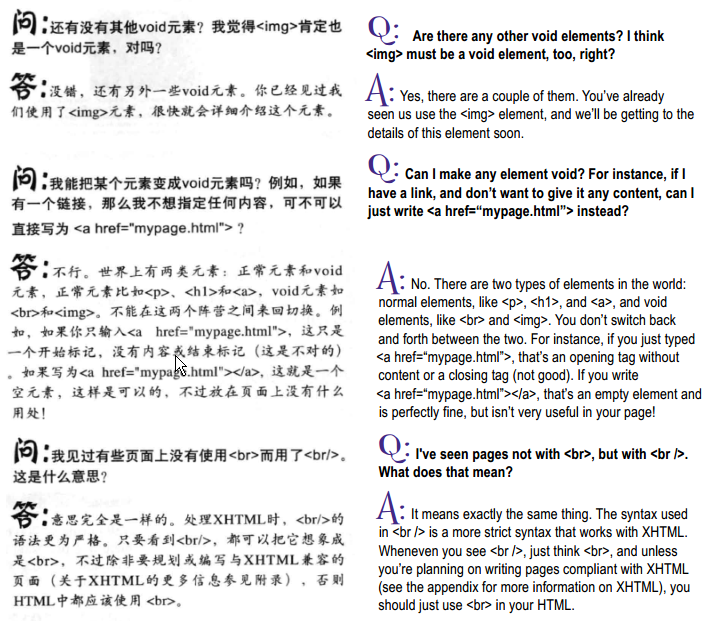 问:还有没有其他void元素？我觉得<img>肯定也
是一个void元素，对吗？
答:没错，还有另外一些void元素。你已经见过我
们使用了<img>元素，很快就会详细介绍这个元素。
问:我能把某个元素变成void元素吗？例如，如果
有一个链接，那么我不想指定任何内容，可不可以
直接写为 <a href="mypage.html">？
答:不行。世界上有两类元素：正常元素和void
元素，正常元素比如<p>、<h1>和<a>，void元素如
<br>和<img>。不能在这两个阵营之间来回切换。例
如，如果你只输入<a href="mypage.html">，这只是
一个开始标记，没有内容或结束标记（这是不对的）
。如果写为<a href="mypage.html"></a>，这就是一个
空元素，这样是可以的，不过放在页面上没有什么
用处！
问:我见过有些页面上没有使用<br>而用了<br/>。
这是什么意思？
答:意思完全是一样的。处理XHTML时，<br/>的
语法更为严格。只要看到<br/>，都可以把它想象成
是<br>，不过除非要规划或编写与XHTML兼容的
页面（关于XHTML的更多信息参见附录），否则
HTML中都应该使用 <br>。
Q: Are there any other void elements? I think
<img> must be a void element, too, right?
A: Yes, there are a couple of them. You’ve already
seen us use the <img> element, and we’ll be getting to the
details of this element soon.
Q: Can I make any element void? For instance, if I
have a link, and don’t want to give it any content, can I
just write <a href=“mypage.html”> instead?
A: No. There are two types of elements in the world:
normal elements, like <p>, <h1>, and <a>, and void
elements, like <br> and <img>. You don’t switch back
and forth between the two. For instance, if you just typed
<a href=“mypage.html”>, that’s an opening tag without
content or a closing tag (not good). If you write
<a href=“mypage.html”></a>, that’s an empty element and
is perfectly fine, but isn’t very useful in your page!
Q: I've seen pages not with <br>, but with <br />.
What does that mean?
A: It means exactly the same thing. The syntax used
in <br /> is a more strict syntax that works with XHTML.
Wheneven you see <br />, just think <br>, and unless
you’re planning on writing pages compliant with XHTML
(see the appendix for more information on XHTML), you
should just use <br> in your HTML.